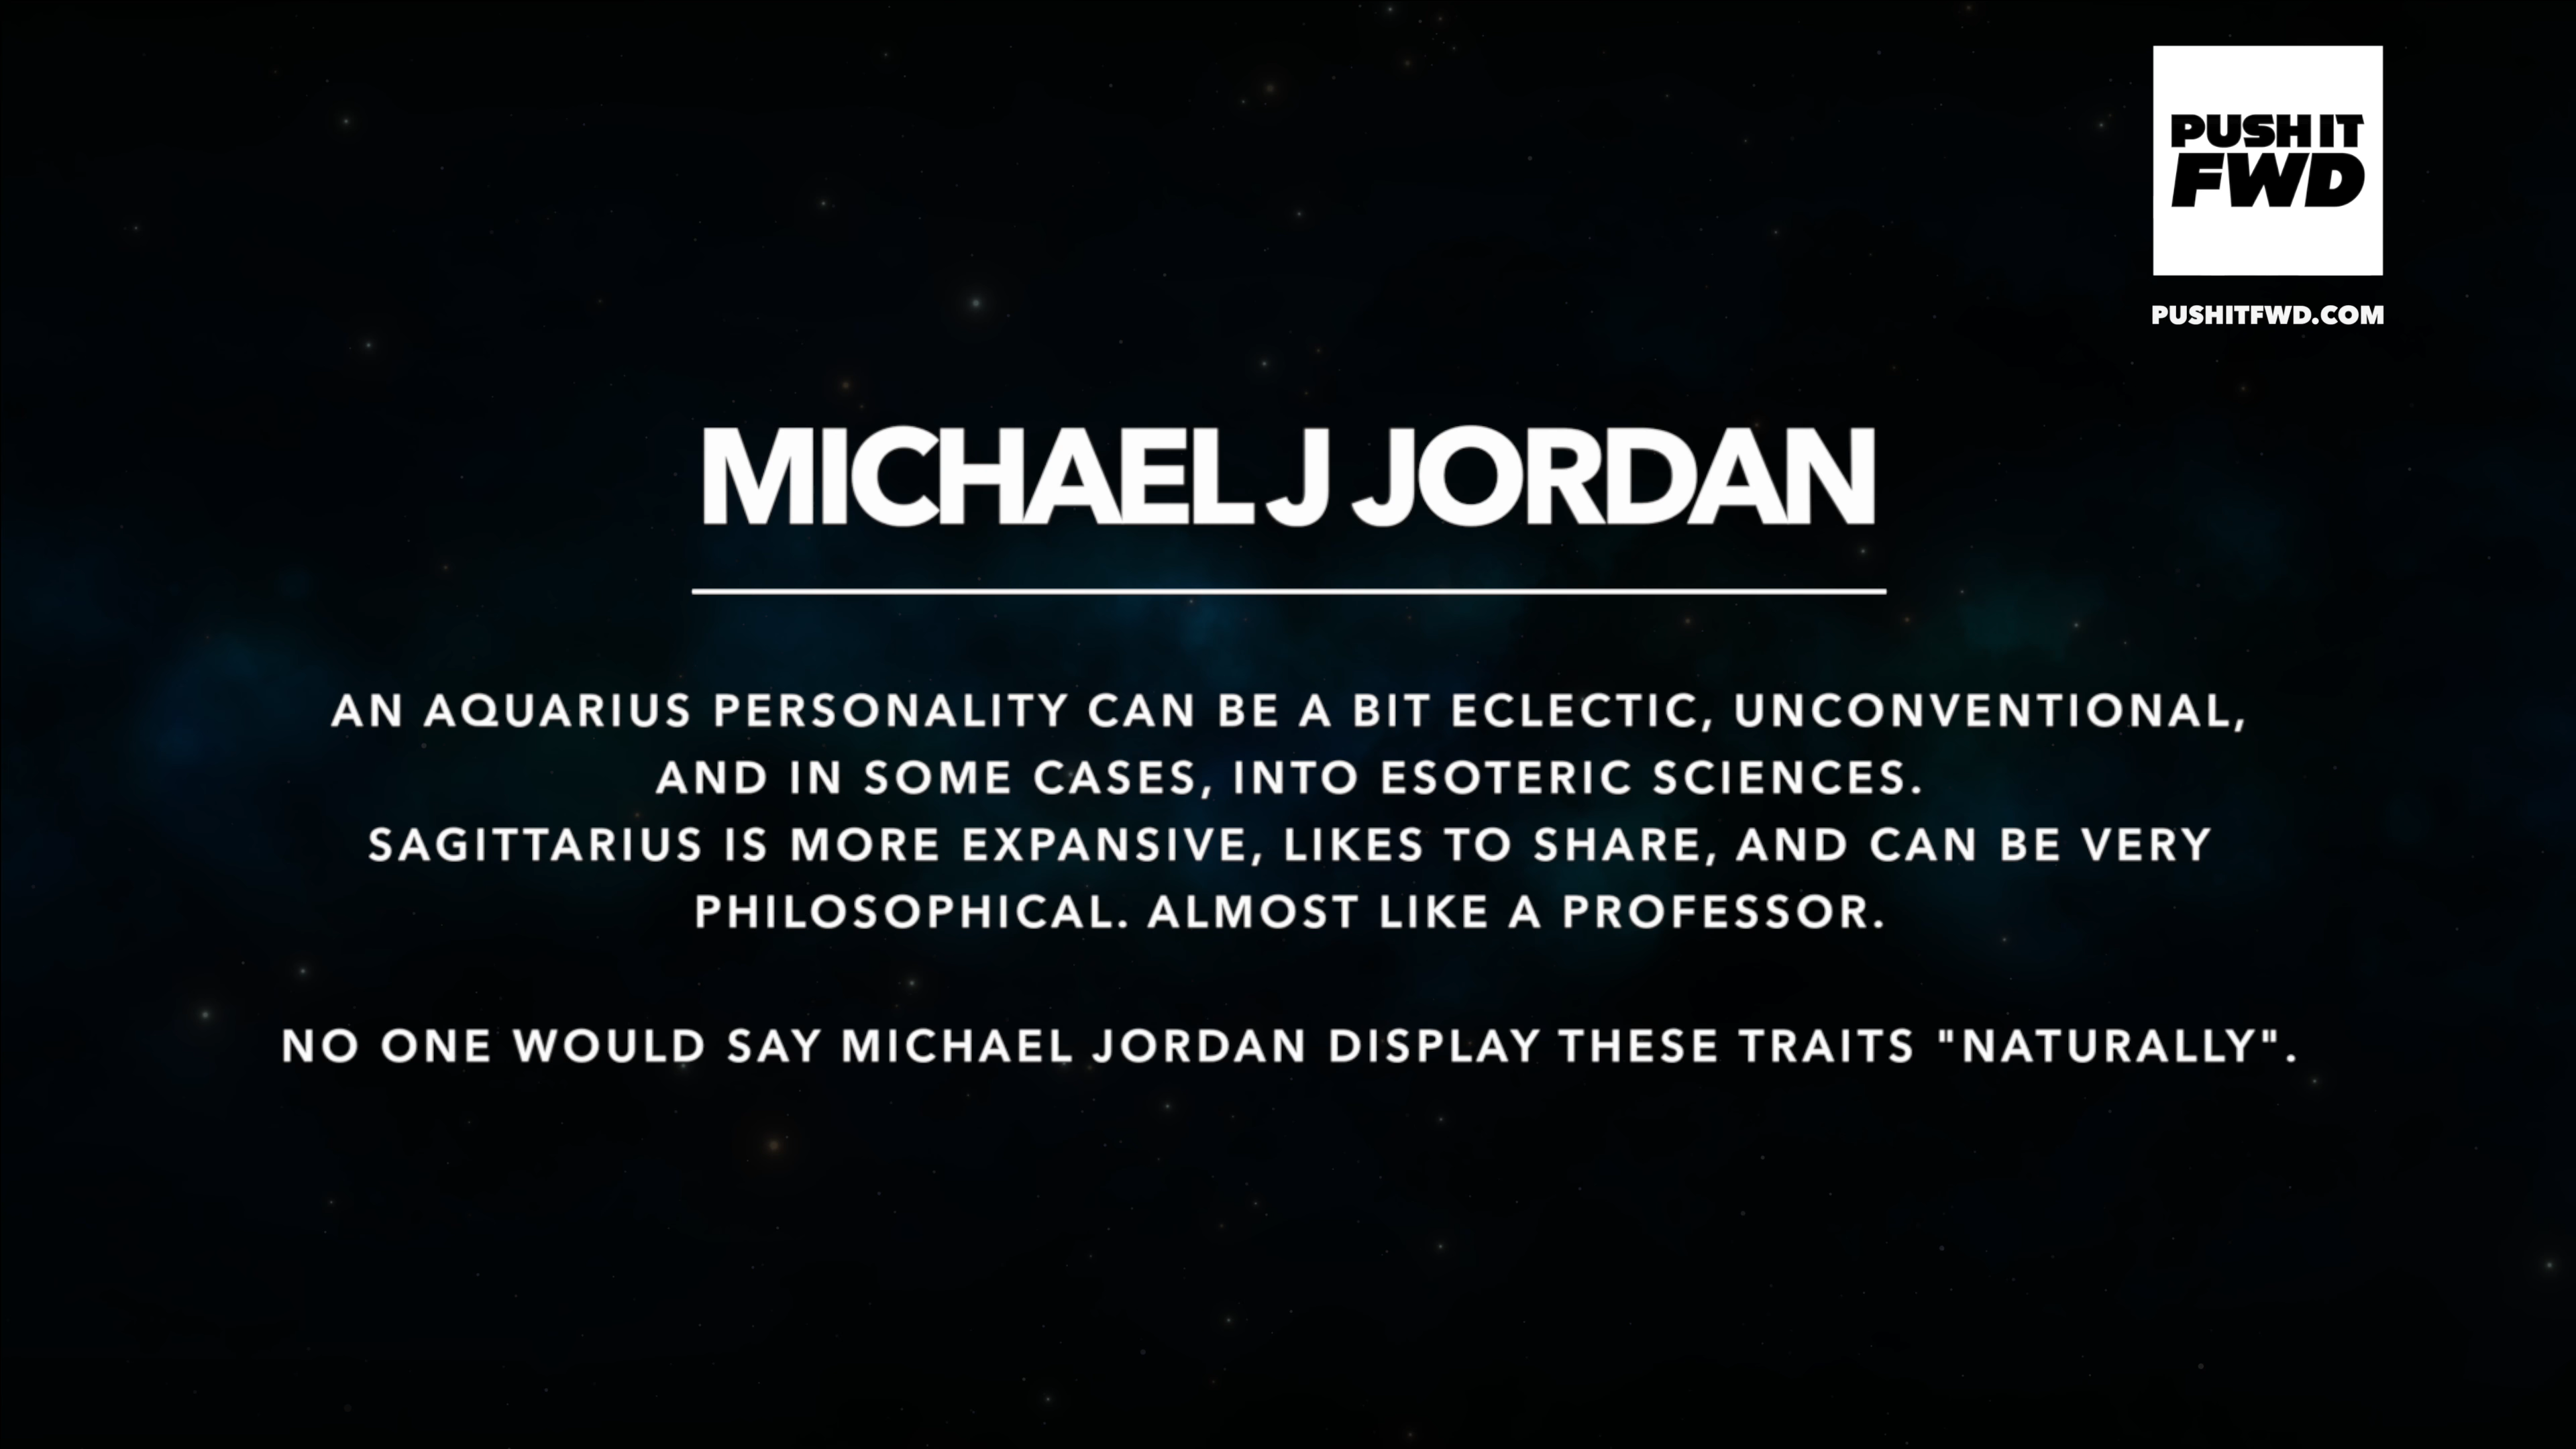 PUSH IT
FWD
PUSHITFWD.COM
MICHAEL J JORDAN
AN AQUARIUS PERSONALITY CAN BE A BIT ECLECTIC, UNCONVENTIONAL,
AND IN SOME CASES, INTO ESOTERIC SCIENCES.
SAGITTARIUS IS MORE EXPANSIVE, LIKES TO SHARE, AND CAN BE VERY
PHILOSOPHICAL. ALMOST LIKE A PROFESSOR.
NO ONE WOULD SAY MICHAEL JORDAN DISPLAY THESE TRAITS "NATURALLY".